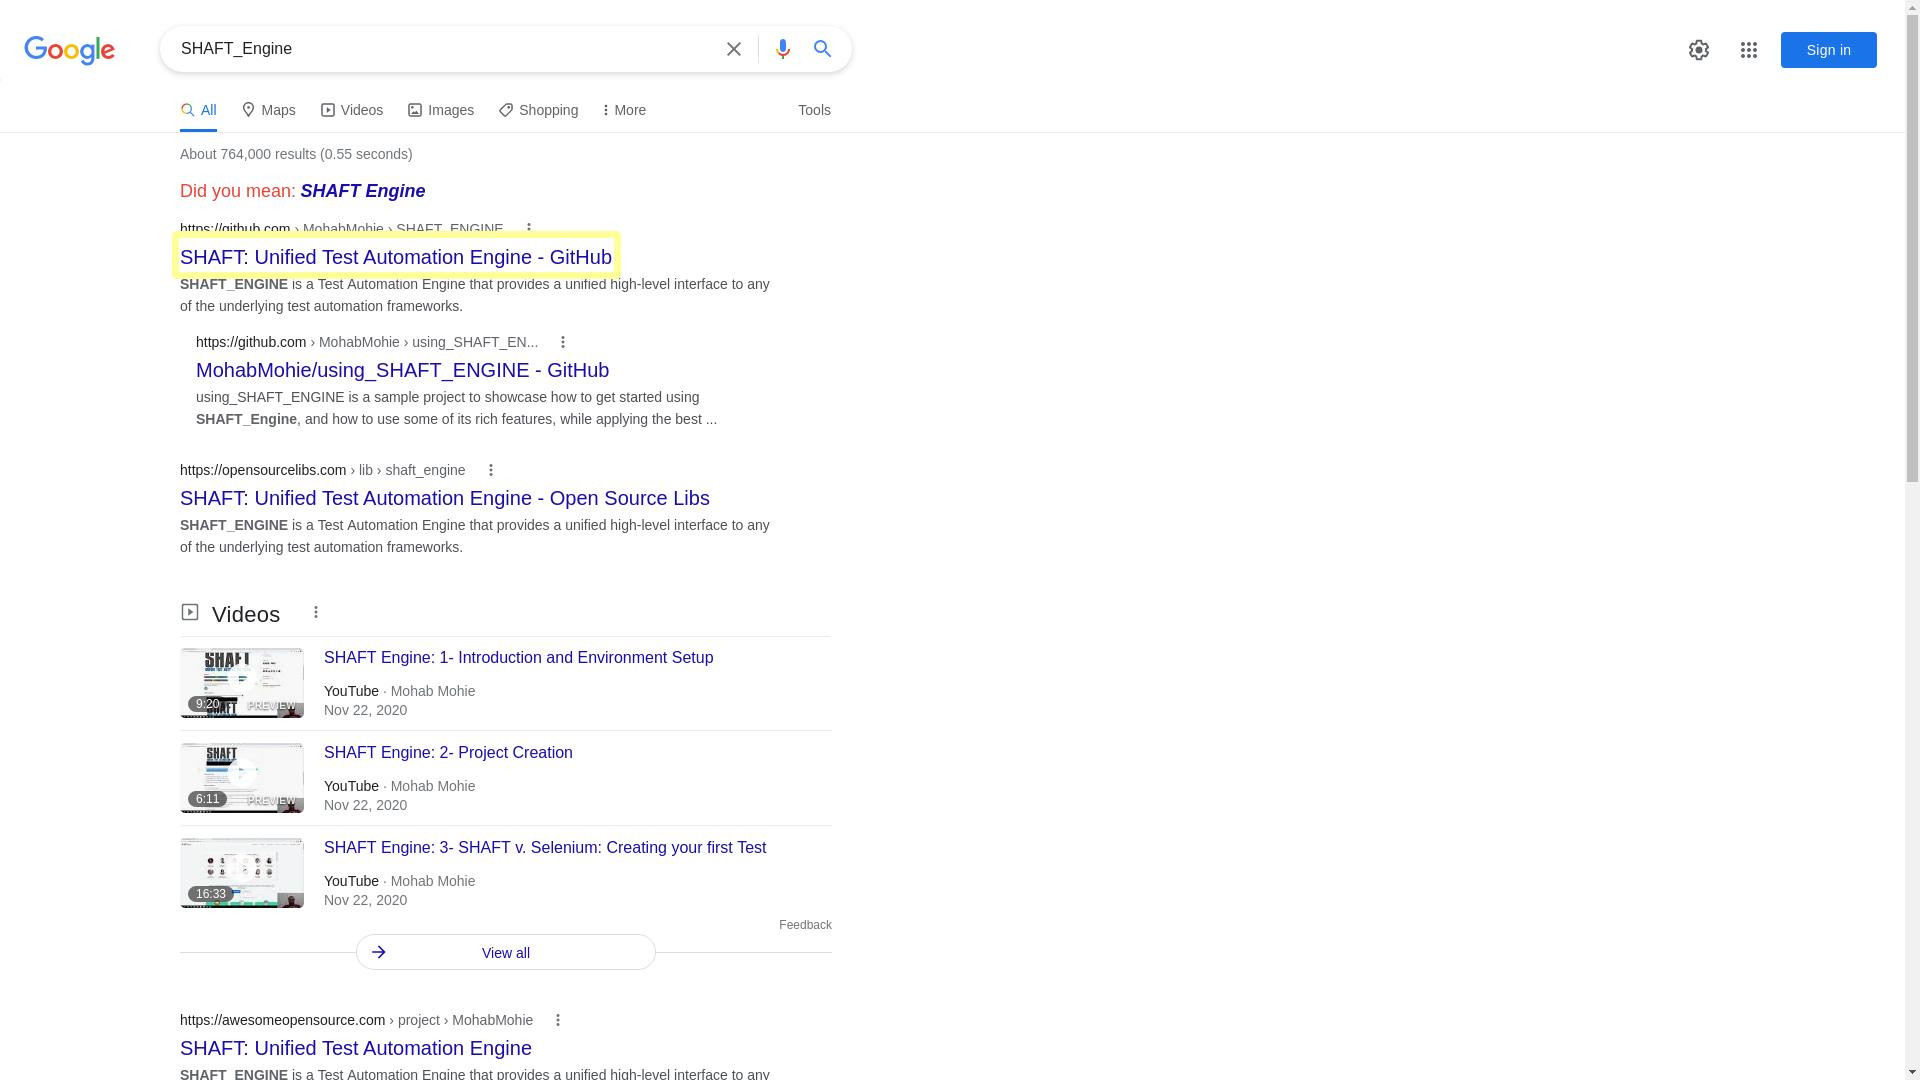 Google
SHAFT_Engine
Sign in
All
Maps
Videos
Images
Shopping
More
Tools
About 764,000 results (0.55 seconds)
Did you mean: SHAFT Engine
https://github.com › MohabMohie › SHAFT_ENGINE
SHAFT: Unified Test Automation Engine - GitHub
SHAFT_ENGINE is a Test Automation Engine that provides a unified high-level interface to any
of the underlying test automation frameworks.
https://github.com › MohabMohie › using_SHAFT_EN...
MohabMohie/using_SHAFT_ENGINE - GitHub
using_SHAFT_ENGINE is a sample project to showcase how to get started using
SHAFT_Engine, and how to use some of its rich features, while applying the best ...
https://opensourcelibs.com › lib › shaft_engine
SHAFT: Unified Test Automation Engine - Open Source Libs
SHAFT_ENGINE is a Test Automation Engine that provides a unified high-level interface to any
of the underlying test automation frameworks.
Videos
SHAFT
9:20
PREVIEW
SHAFT Engine: 1- Introduction and Environment Setup
YouTube · Mohab Mohie
Nov 22, 2020
SHAFT
6:11
PREVIEW
SHAFT Engine: 2- Project Creation
YouTube · Mohab Mohie
Nov 22, 2020
16:33
SHAFT Engine: 3- SHAFT v. Selenium: Creating your first Test
YouTube · Mohab Mohie
Nov 22, 2020
Feedback
View all
https://awesomeopensource.com › project › MohabMohie
SHAFT: Unified Test Automation Engine
SHAFT_ENGINE is a Test Automation Engine that provides a unified high-level interface to any